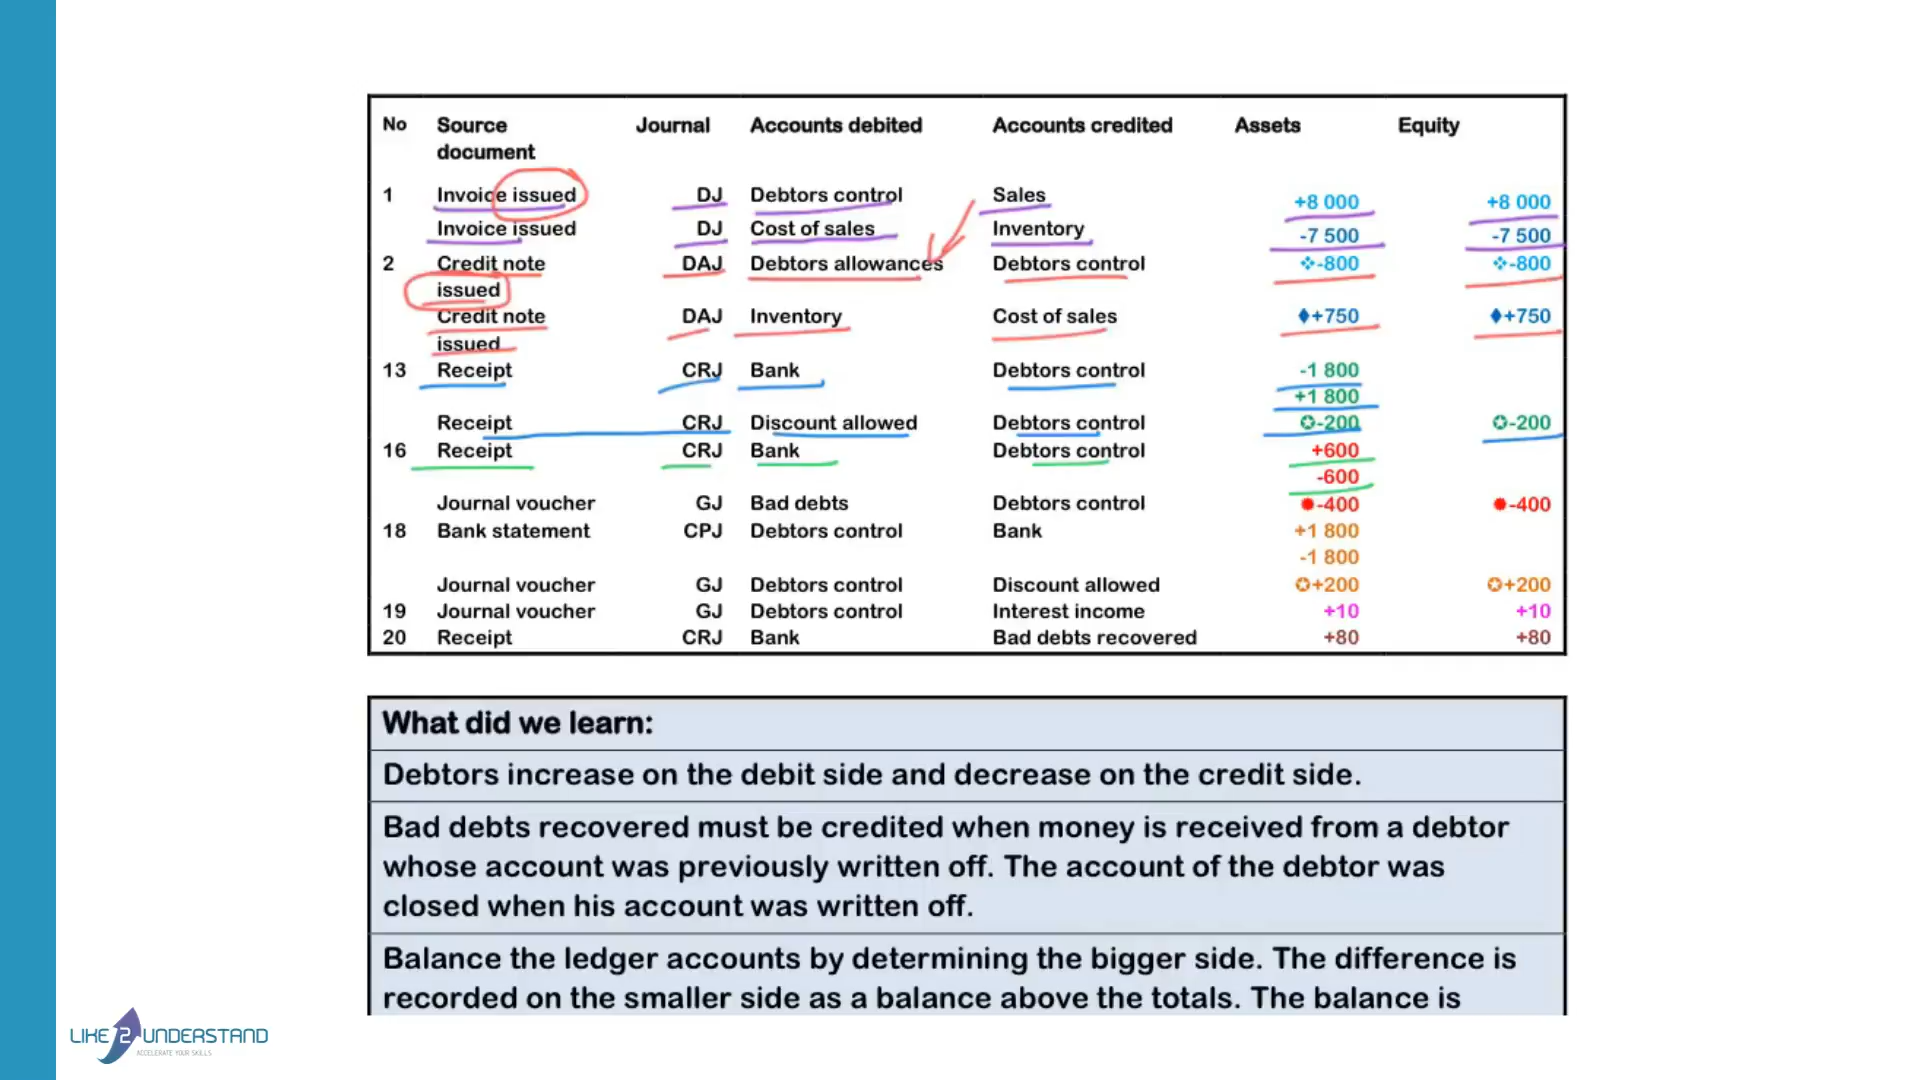 No Source Journal Accounts debited Accounts credited Assets Equity
document
1 Invoice issued DJ Debtors control Sales +8 000 +8 000
Invoice issued DJ Cost of sales Inventory -7 500 -7 500
2 Credit note DAJ Debtors allowances Debtors control ❖-800 ❖-800
issued
Credit note DAJ Inventory Cost of sales ♦+750 ♦+750
issued
13 Receipt CRJ Bank Debtors control -1 800
+1 800
Receipt CRJ Discount allowed Debtors control ✪-200 ✪-200
16 Receipt CRJ Bank Debtors control +600
-600
Journal voucher GJ Bad debts Debtors control ✹-400 ✹-400
18 Bank statement CPJ Debtors control Bank +1 800
-1 800
Journal voucher GJ Debtors control Discount allowed ✪+200 ✪+200
19 Journal voucher GJ Debtors control Interest income +10 +10
20 Receipt CRJ Bank Bad debts recovered +80 +80
What did we learn:
Debtors increase on the debit side and decrease on the credit side.
Bad debts recovered must be credited when money is received from a debtor
whose account was previously written off. The account of the debtor was
closed when his account was written off.
Balance the ledger accounts by determining the bigger side. The difference is
recorded on the smaller side as a balance above the totals. The balance is
LIKE 2 UNDERSTAND
ACCELERATE YOUR SKILLS